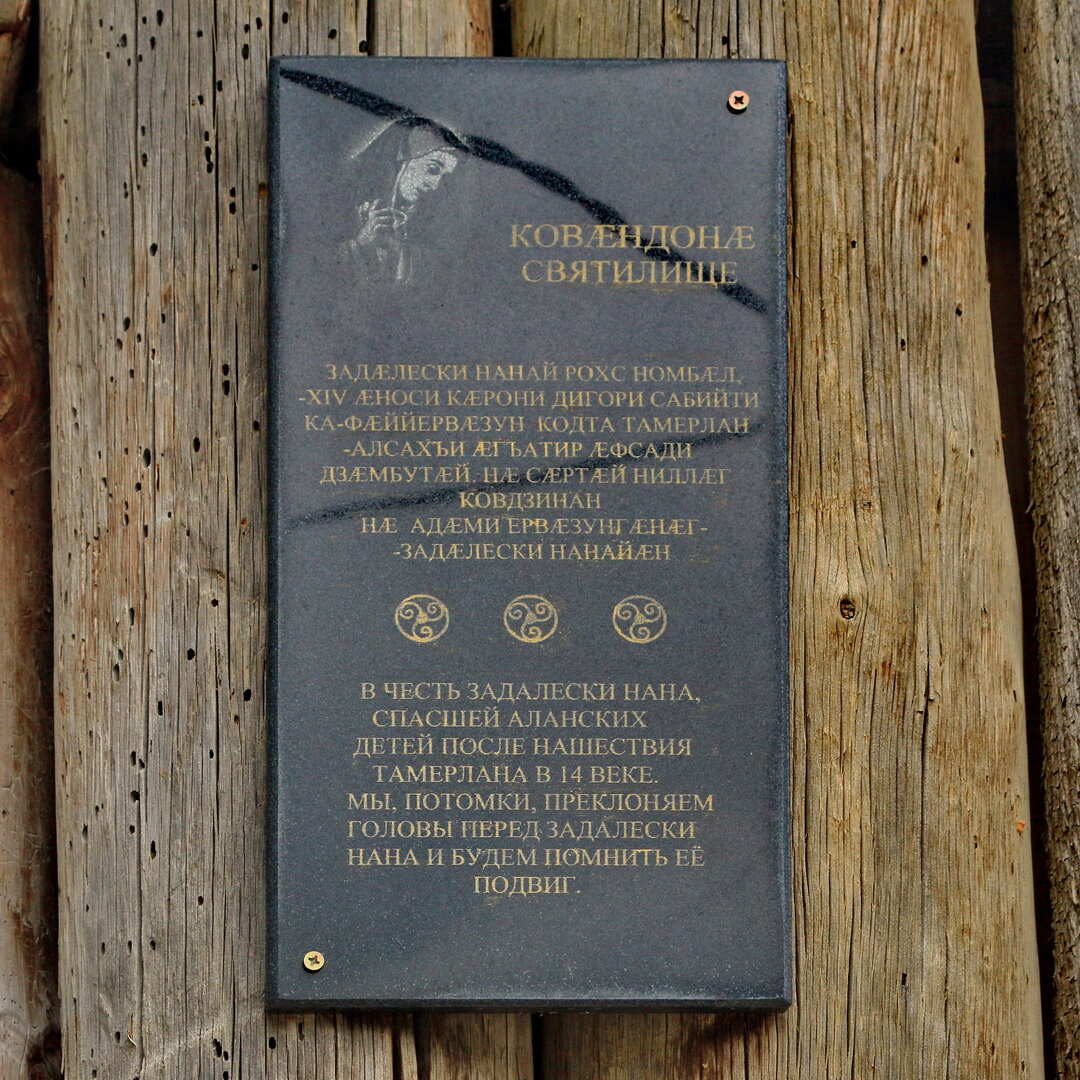 КОВÆНДОНÆ
СВЯТИЛИЩЕ
ЗАДÆЛЕСКИ НАНАЙ РОХС НОМБÆЛ,
-XIV ÆНОСИ КÆРОНИ ДИГОРИ САБИЙТИ
КА-ФÆЙЙЕРВÆЗУН КОДТА ТАМЕРЛАН
-АЛСАХЪИ ÆГЪАТИР ÆФСАДИ
ДЗÆМБУТÆЙ. НÆ СÆРТÆЙ НИЛЛÆГ
КОВДЗИНАН
НÆ АДÆМИ ЕРВÆЗУНГÆНÆГ-
-ЗАДÆЛЕСКИ НАНАЙÆН
В ЧЕСТЬ ЗАДАЛЕСКИ НАНА,
СПАСШЕЙ АЛАНСКИХ
ДЕТЕЙ ПОСЛЕ НАШЕСТВИЯ
ТАМЕРЛАНА В 14 ВЕКЕ.
МЫ, ПОТОМКИ, ПРЕКЛОНЯЕМ
ГОЛОВЫ ПЕРЕД ЗАДАЛЕСКИ
НАНА И БУДЕМ ПОМНИТЬ ЕЁ
ПОДВИГ.